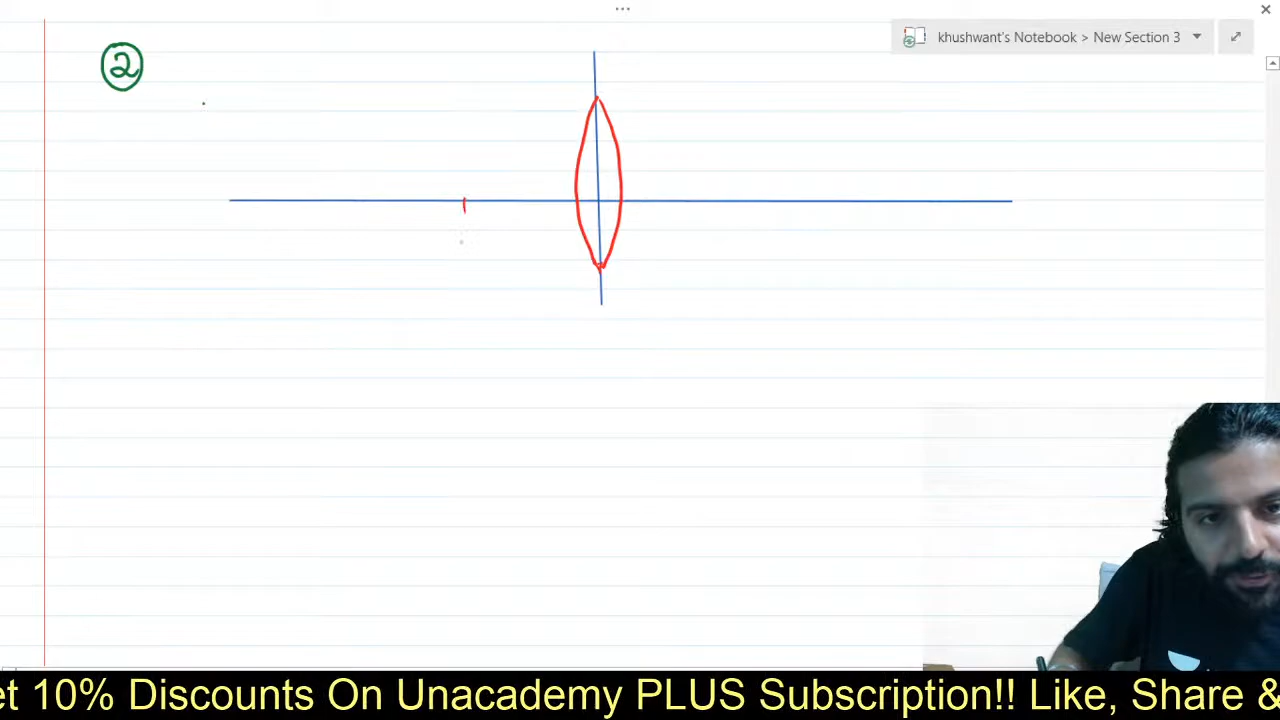 ...
khushwant's Notebook > New Section 3
2
et 10% Discounts On Unacademy PLUS Subscription!! Like, Share &